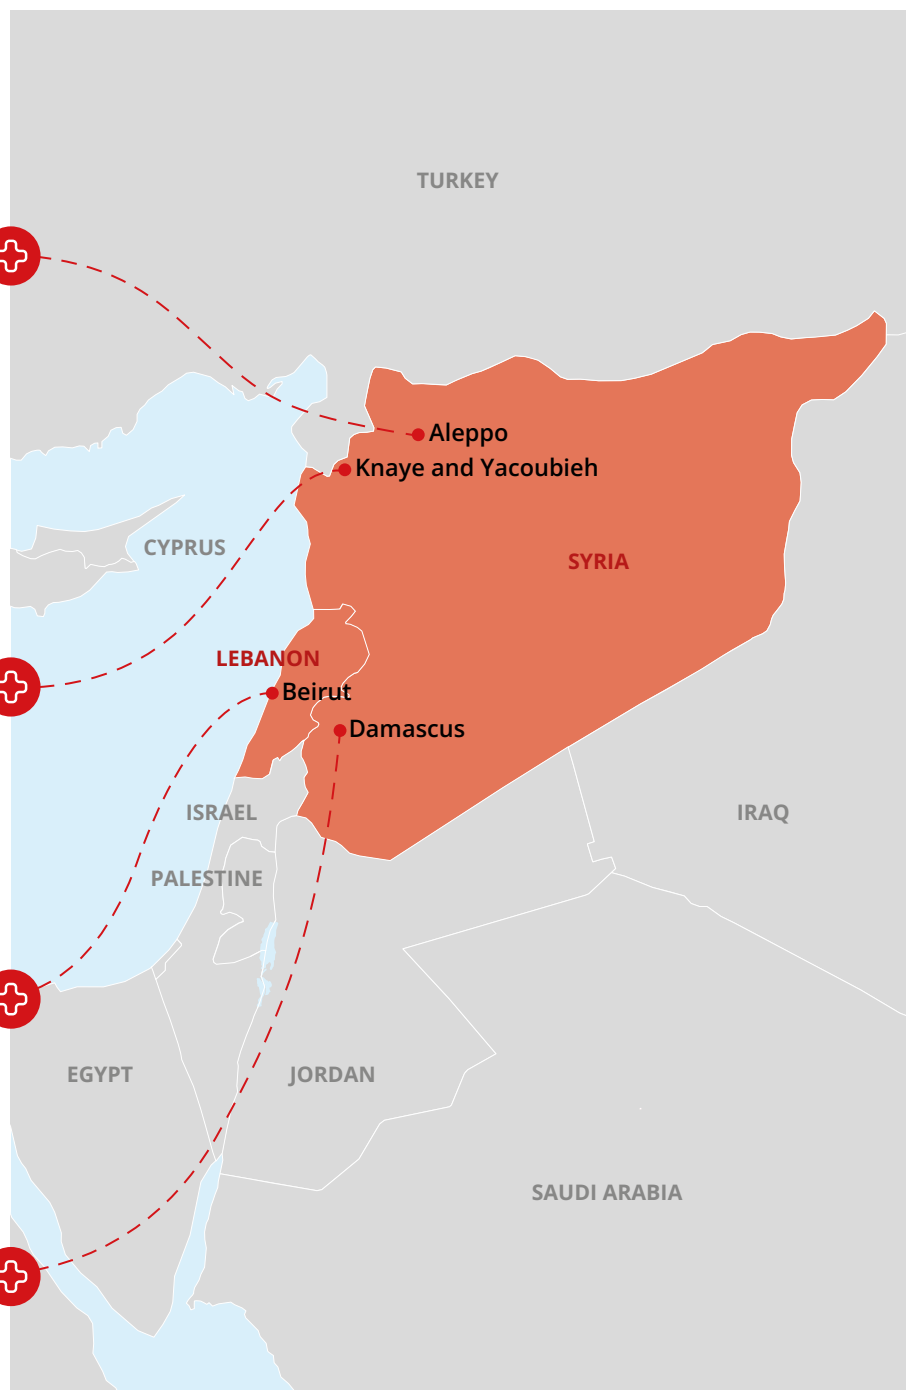 TURKEY
Aleppo
Knaye and Yacoubieh
CYPRUS
SYRIA
LEBANON
Beirut
Damascus
ISRAEL
IRAQ
PALESTINE
EGYPT
JORDAN
SAUDI ARABIA